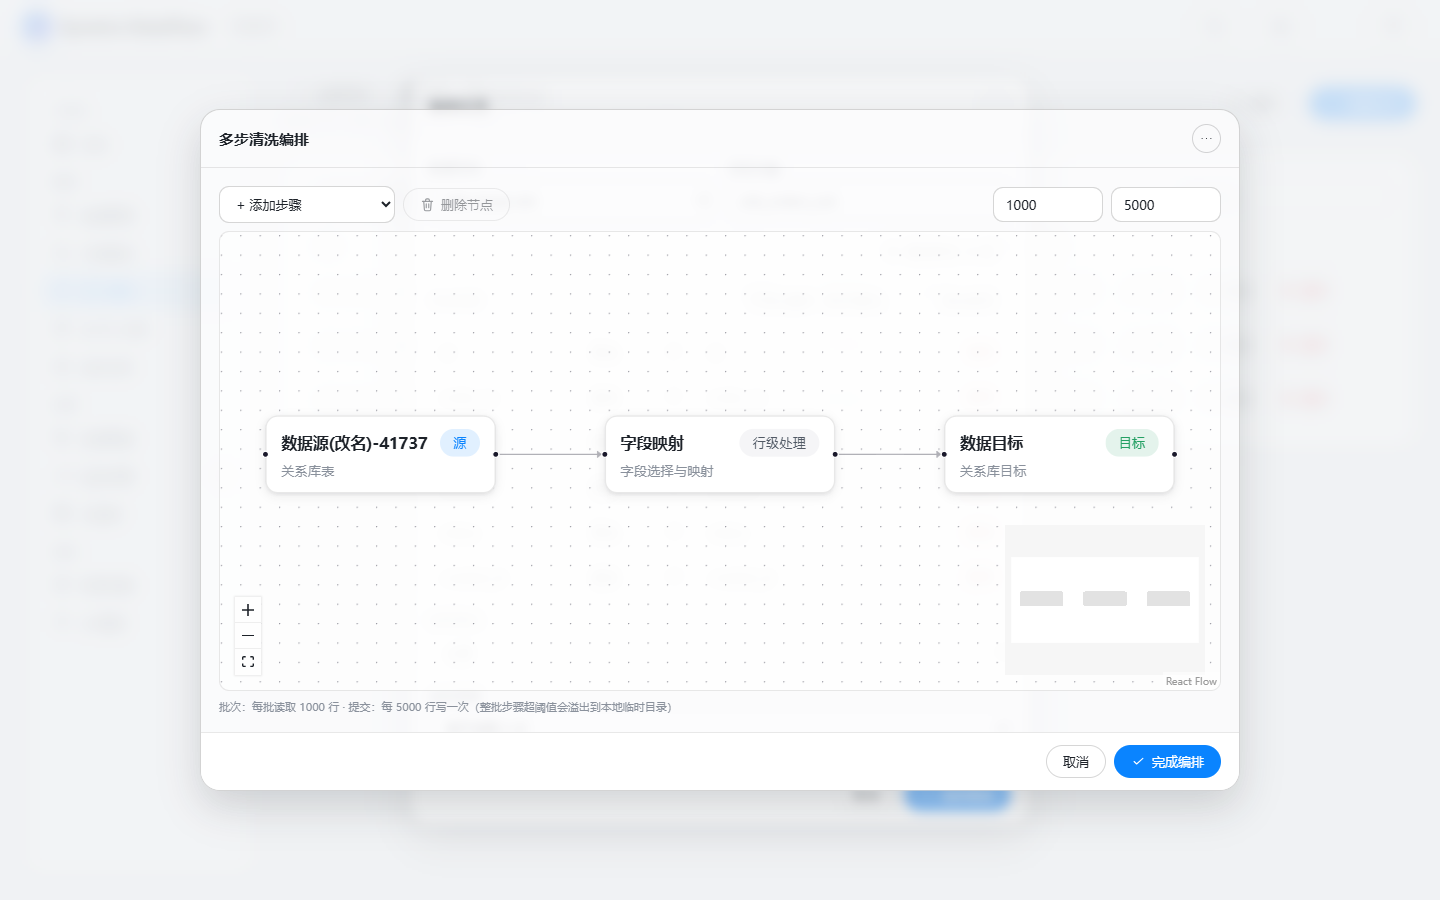 多步清洗编排
···
+ 添加步骤
删除节点
1000
5000
数据源(改名)-41737
源
关系库表
字段映射
行级处理
字段选择与映射
数据目标
目标
关系库目标
React Flow
批次：每批读取 1000 行 · 提交：每 5000 行写一次（整批步骤超阈值会溢出到本地临时目录）
取消
完成编排